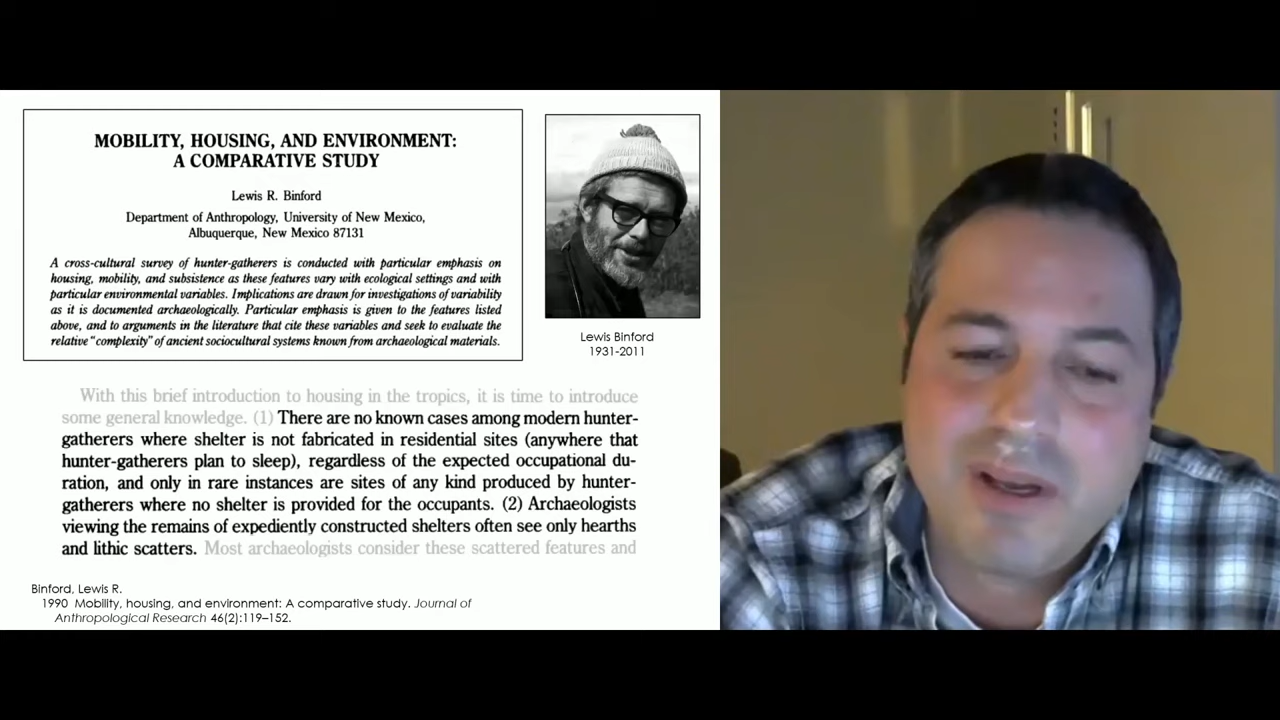 MOBILITY, HOUSING, AND ENVIRONMENT:
A COMPARATIVE STUDY
Lewis R. Binford
Department of Anthropology, University of New Mexico,
Albuquerque, New Mexico 87131
A cross-cultural survey of hunter-gatherers is conducted with particular emphasis on
housing, mobility, and subsistence as these features vary with ecological settings and with
particular environmental variables. Implications are drawn for investigations of variability
as it is documented archaeologically. Particular emphasis is given to the features listed
above, and to arguments in the literature that cite these variables and seek to evaluate the
relative "complexity" of ancient sociocultural systems known from archaeological materials.
Lewis Binford
1931-2011
With this brief introduction to housing in the tropics, it is time to introduce
some general knowledge. (1) There are no known cases among modern hunter-
gatherers where shelter is not fabricated in residential sites (anywhere that
hunter-gatherers plan to sleep), regardless of the expected occupational du-
ration, and only in rare instances are sites of any kind produced by hunter-
gatherers where no shelter is provided for the occupants. (2) Archaeologists
viewing the remains of expediently constructed shelters often see only hearths
and lithic scatters. Most archaeologists consider these scattered features and
Binford, Lewis R.
1990 Mobility, housing, and environment: A comparative study. Journal of
Anthropological Research 46(2):119–152.